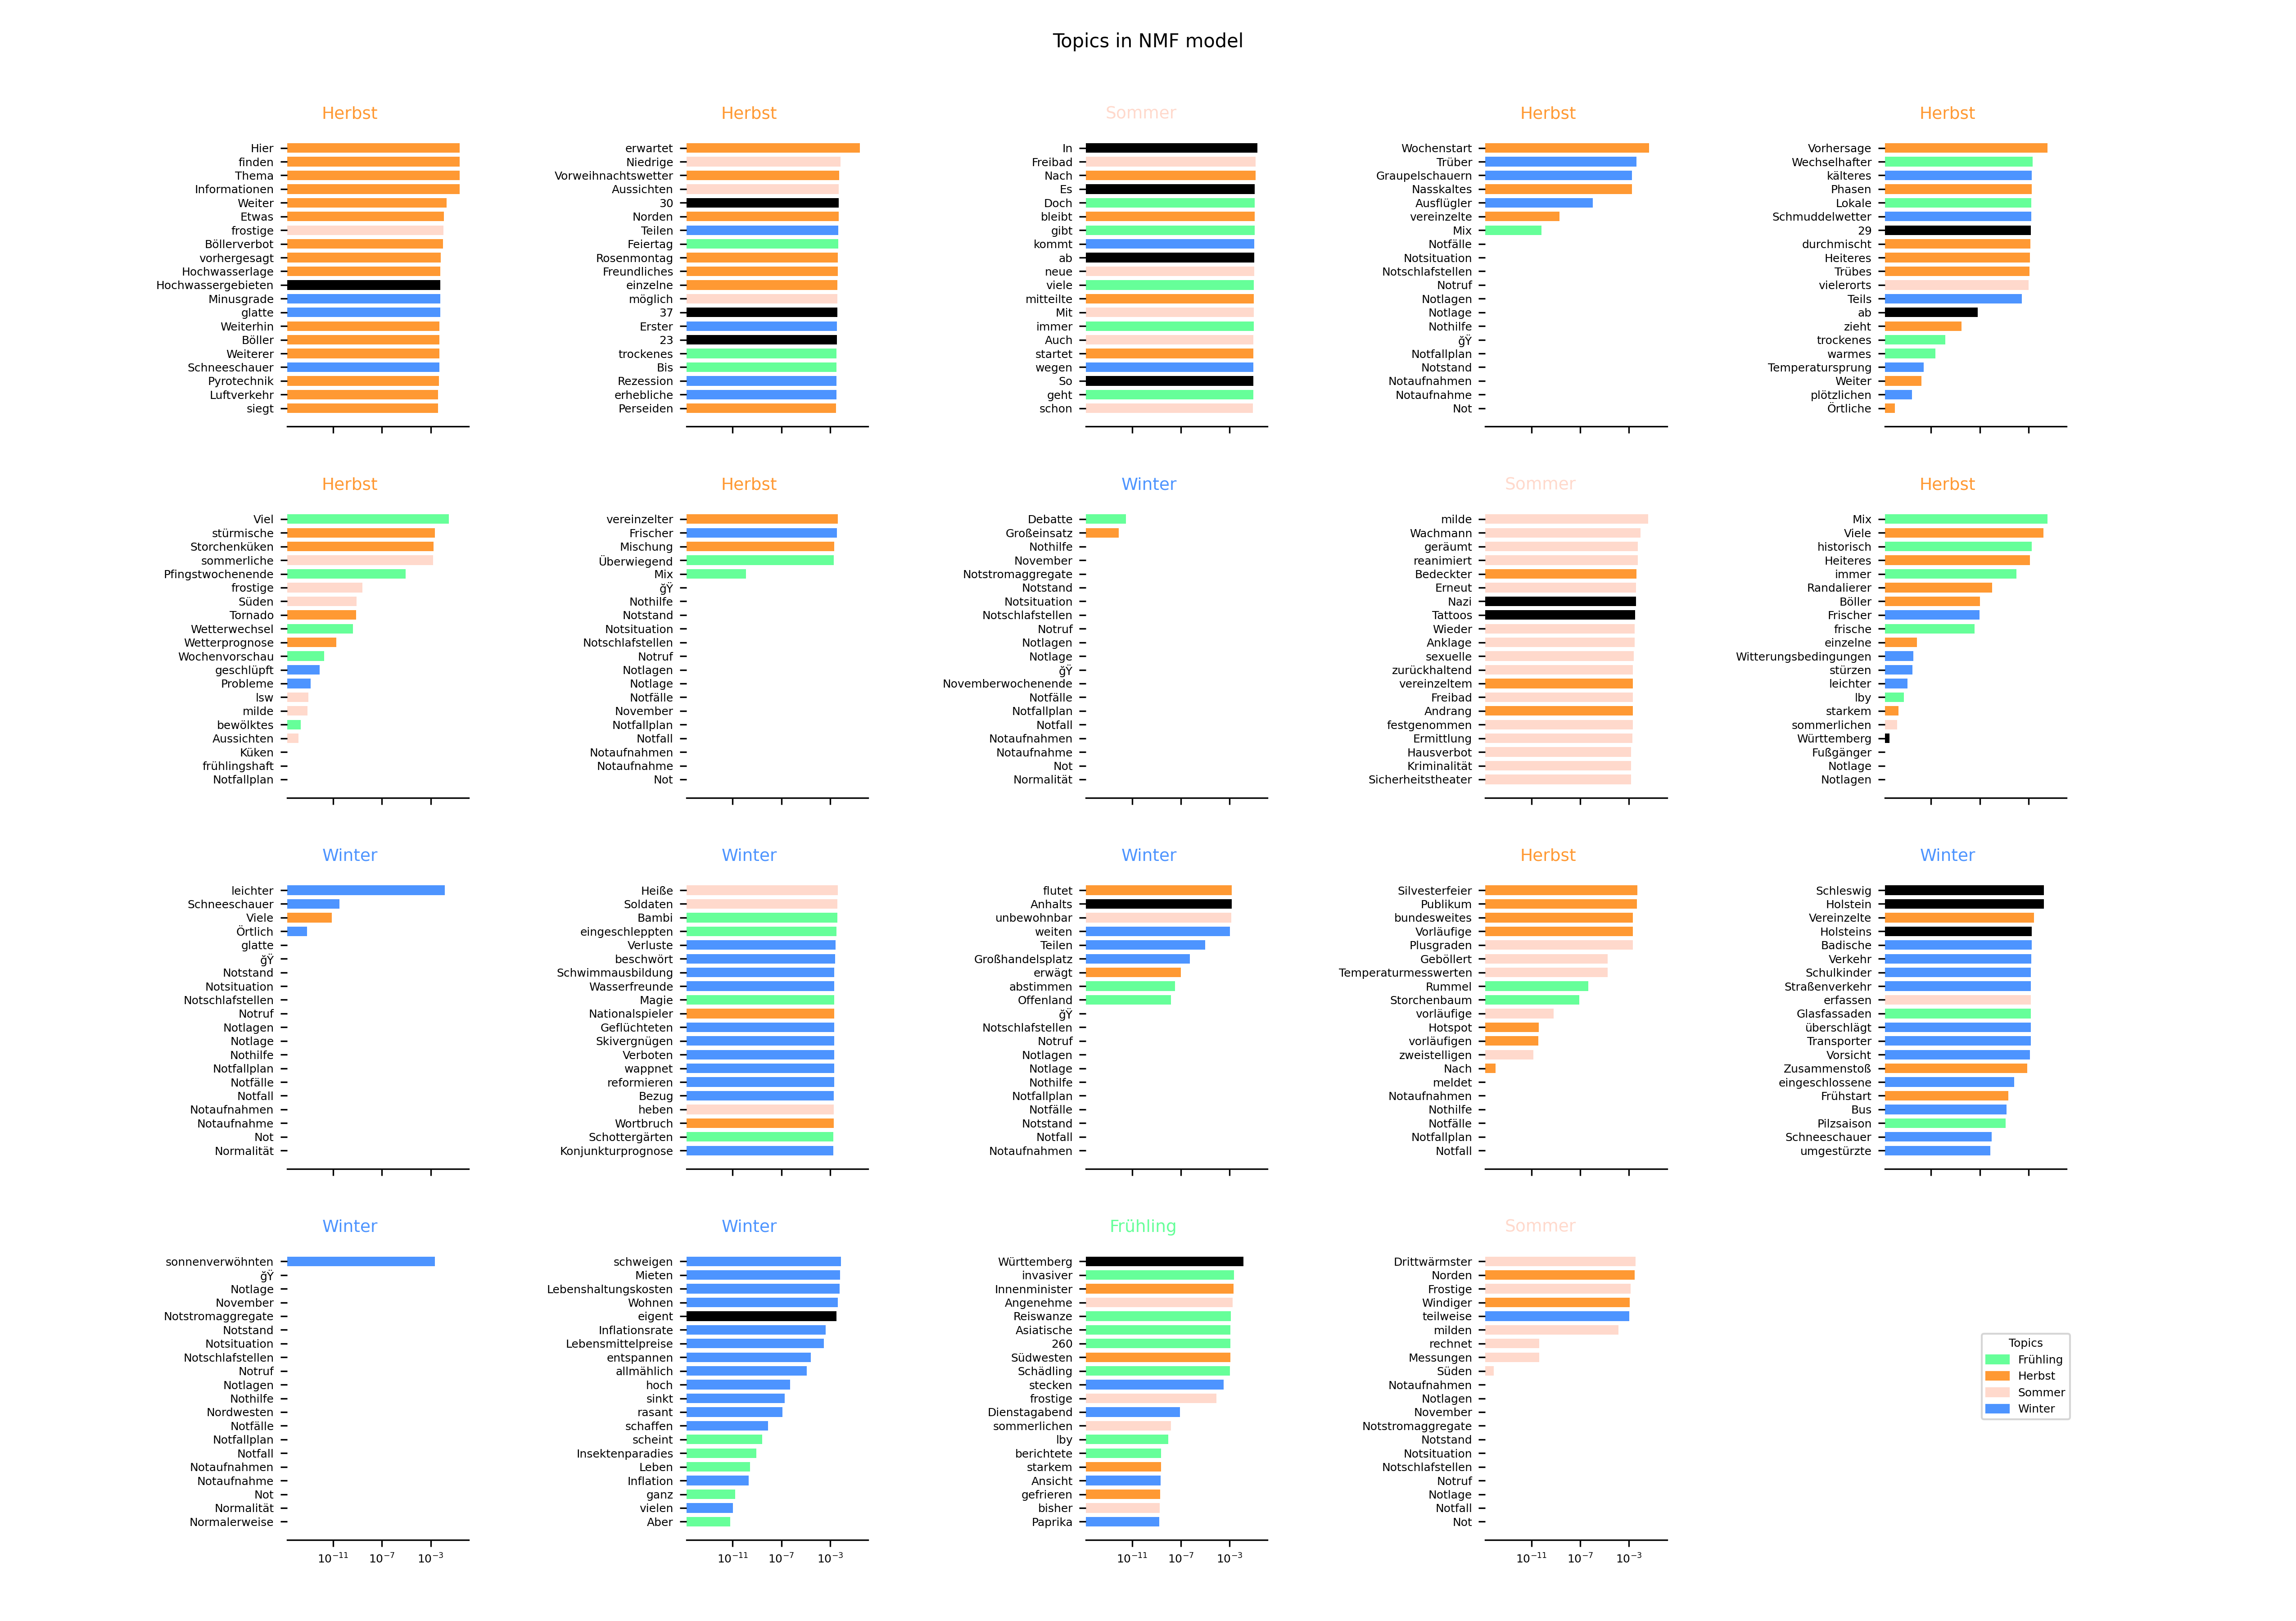 Topics in NMF model
Herbst
Hier
finden
Thema
Informationen
Weiter
Etwas
frostige
Böllerverbot
vorhergesagt
Hochwasserlage
Hochwassergebieten
Minusgrade
glatte
Weiterhin
Böller
Weiterer
Schneeschauer
Pyrotechnik
Luftverkehr
siegt
Herbst
erwartet
Niedrige
Vorweihnachtswetter
Aussichten
30
Norden
Teilen
Feiertag
Rosenmontag
Freundliches
einzelne
möglich
37
Erster
23
trockenes
Bis
Rezession
erhebliche
Perseiden
Sommer
In
Freibad
Nach
Es
Doch
bleibt
gibt
kommt
ab
neue
viele
mitteilte
Mit
immer
Auch
startet
wegen
So
geht
schon
Herbst
Wochenstart
Trüber
Graupelschauern
Nasskaltes
Ausflügler
vereinzelte
Mix
Notfälle
Notsituation
Notschlafstellen
Notruf
Notlagen
Notlage
Nothilfe
ğŸ
Notfallplan
Notstand
Notaufnahmen
Notaufnahme
Not
Herbst
Vorhersage
Wechselhafter
kälteres
Phasen
Lokale
Schmuddelwetter
29
durchmischt
Heiteres
Trübes
vielerorts
Teils
ab
zieht
trockenes
warmes
Temperatursprung
Weiter
plötzlichen
Örtliche
Herbst
Viel
stürmische
Storchenküken
sommerliche
Pfingstwochenende
frostige
Süden
Tornado
Wetterwechsel
Wetterprognose
Wochenvorschau
geschlüpft
Probleme
lsw
milde
bewölktes
Aussichten
Küken
frühlingshaft
Notfallplan
Herbst
vereinzelter
Frischer
Mischung
Überwiegend
Mix
ğŸ
Nothilfe
Notstand
Notsituation
Notschlafstellen
Notruf
Notlagen
Notlage
Notfälle
November
Notfallplan
Notfall
Notaufnahmen
Notaufnahme
Not
Winter
Debatte
Großeinsatz
Nothilfe
November
Notstromaggregate
Notstand
Notsituation
Notschlafstellen
Notruf
Notlagen
Notlage
ğŸ
Novemberwochenende
Notfälle
Notfallplan
Notfall
Notaufnahmen
Notaufnahme
Not
Normalität
Sommer
milde
Wachmann
geräumt
reanimiert
Bedeckter
Erneut
Nazi
Tattoos
Wieder
Anklage
sexuelle
zurückhaltend
vereinzeltem
Freibad
Andrang
festgenommen
Ermittlung
Hausverbot
Kriminalität
Sicherheitstheater
Herbst
Mix
Viele
historisch
Heiteres
immer
Randalierer
Böller
Frischer
frische
einzelne
Witterungsbedingungen
stürzen
leichter
lby
starkem
sommerlichen
Württemberg
Fußgänger
Notlage
Notlagen
Winter
leichter
Schneeschauer
Viele
Örtlich
glatte
ğŸ
Notstand
Notsituation
Notschlafstellen
Notruf
Notlagen
Notlage
Nothilfe
Notfallplan
Notfälle
Notfall
Notaufnahmen
Notaufnahme
Not
Normalität
Winter
Heiße
Soldaten
Bambi
eingeschleppten
Verluste
beschwört
Schwimmausbildung
Wasserfreunde
Magie
Nationalspieler
Geflüchteten
Skivergnügen
Verboten
wappnet
reformieren
Bezug
heben
Wortbruch
Schottergärten
Konjunkturprognose
Winter
flutet
Anhalts
unbewohnbar
weiten
Teilen
Großhandelsplatz
erwägt
abstimmen
Offenland
ğŸ
Notschlafstellen
Notruf
Notlagen
Notlage
Nothilfe
Notfallplan
Notfälle
Notstand
Notfall
Notaufnahmen
Herbst
Silvesterfeier
Publikum
bundesweites
Vorläufige
Plusgraden
Geböllert
Temperaturmesswerten
Rummel
Storchenbaum
vorläufige
Hotspot
vorläufigen
zweistelligen
Nach
meldet
Notaufnahmen
Nothilfe
Notfälle
Notfallplan
Notfall
Winter
Schleswig
Holstein
Vereinzelte
Holsteins
Badische
Verkehr
Schulkinder
Straßenverkehr
erfassen
Glasfassaden
überschlägt
Transporter
Vorsicht
Zusammenstoß
eingeschlossene
Frühstart
Bus
Pilzsaison
Schneeschauer
umgestürzte
Winter
sonnenverwöhnten
ğŸ
Notlage
November
Notstromaggregate
Notstand
Notsituation
Notschlafstellen
Notruf
Notlagen
Nothilfe
Nordwesten
Notfälle
Notfallplan
Notfall
Notaufnahmen
Notaufnahme
Not
Normalität
Normalerweise
10⁻¹¹ 10⁻⁷ 10⁻³
Winter
schweigen
Mieten
Lebenshaltungskosten
Wohnen
eigent
Inflationsrate
Lebensmittelpreise
entspannen
allmählich
hoch
sinkt
rasant
schaffen
scheint
Insektenparadies
Leben
Inflation
ganz
vielen
Aber
10⁻¹¹ 10⁻⁷ 10⁻³
Frühling
Württemberg
invasiver
Innenminister
Angenehme
Reiswanze
Asiatische
260
Südwesten
Schädling
stecken
frostige
Dienstagabend
sommerlichen
lby
berichtete
starkem
Ansicht
gefrieren
bisher
Paprika
10⁻¹¹ 10⁻⁷ 10⁻³
Sommer
Drittwärmster
Norden
Frostige
Windiger
teilweise
milden
rechnet
Messungen
Süden
Notaufnahmen
Notlagen
November
Notstromaggregate
Notstand
Notsituation
Notschlafstellen
Notruf
Notlage
Notfall
Not
10⁻¹¹ 10⁻⁷ 10⁻³
Topics
Frühling
Herbst
Sommer
Winter